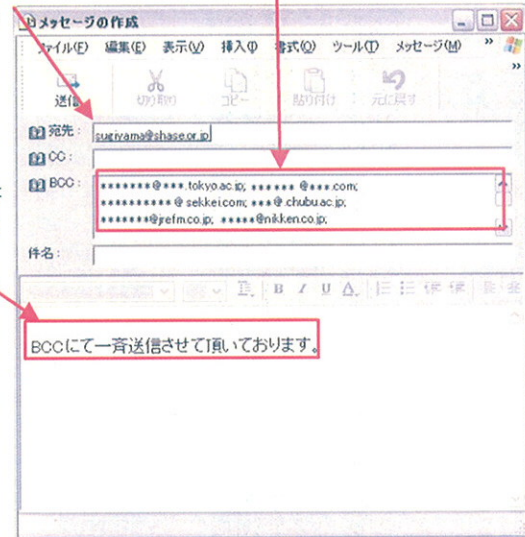 メッセージの作成
ファイル(F) 編集(E) 表示(V) 挿入(I) 書式(O) ツール(T) メッセージ(M) »
»
送信 切り取り コピー 貼り付け 元に戻す
宛先: sugiyama@shase.or.jp
CC:
BCC: *******@***.tokyo.ac.jp; ****** @***.com;
********** @ sekkei.com; ***@.chubu.ac.jp;
*******@jrefm.co.jp; *****@nikken.co.jp;
件名:
B I U A
BCCにて一斉送信させて頂いております。